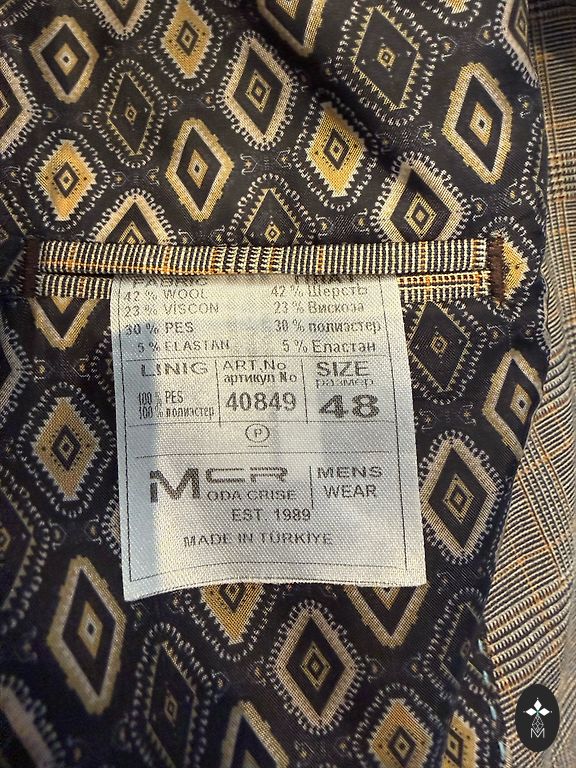 FABRIC
42 % WOOL 42 % Шерсть
23 % VISCON 23 % Вискоза
30 % PES 30 % полиэстер
5 % ELASTAN 5 % Еластан
LINIG ART.No SIZE
артикул No размер
100 % PES
100 % полиэстер 40849 48
P
MCR MENS
ODA CRISE WEAR
EST. 1989
MADE IN TÜRKİYE
M